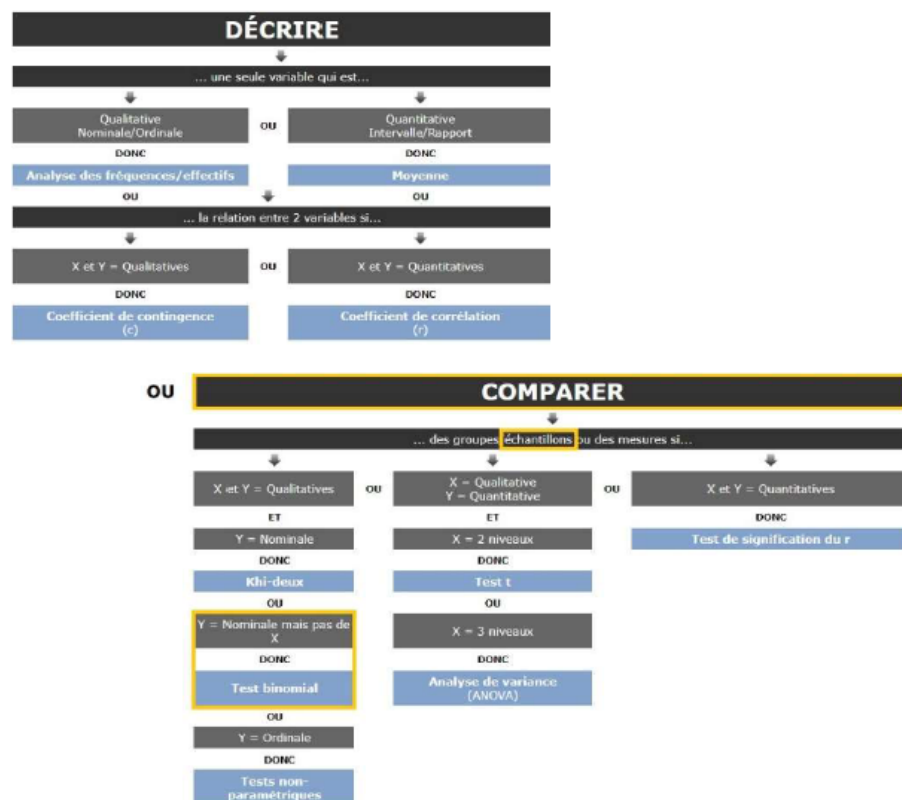 DÉCRIRE
... une seule variable qui est...
Qualitative
Nominale/Ordinale
OU
Quantitative
Intervalle/Rapport
DONC
DONC
Analyse des fréquences/effectifs
Moyenne
OU
OU
... la relation entre 2 variables si...
X et Y = Qualitatives
OU
X et Y = Quantitatives
DONC
DONC
Coefficient de contingence
(c)
Coefficient de corrélation
(r)
OU
COMPARER
... des groupes échantillons ou des mesures si...
X et Y = Qualitatives
OU
X = Qualitative
Y = Quantitative
OU
X et Y = Quantitatives
ET
ET
DONC
Y = Nominale
X = 2 niveaux
Test de signification du r
DONC
DONC
Khi-deux
Test t
OU
OU
Y = Nominale mais pas de
X
X = 3 niveaux
DONC
DONC
Test binomial
Analyse de variance
(ANOVA)
OU
Y = Ordinale
DONC
Tests non-
paramétriques